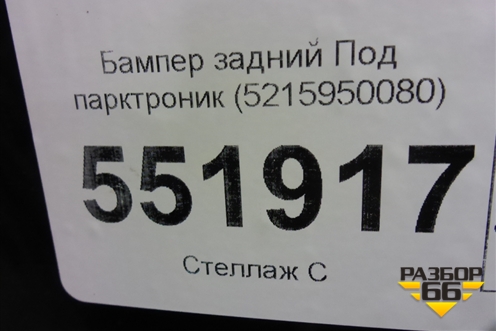 Бампер задний Под
парктроник (5215950080)
551917
Стеллаж С
РАЗБОР
66